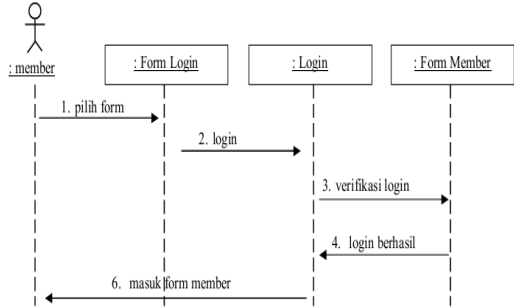 : member
: Form Login
: Login
: Form Member
1. pilih form
2. login
3. verifikasi login
4. login berhasil
6. masuk form member